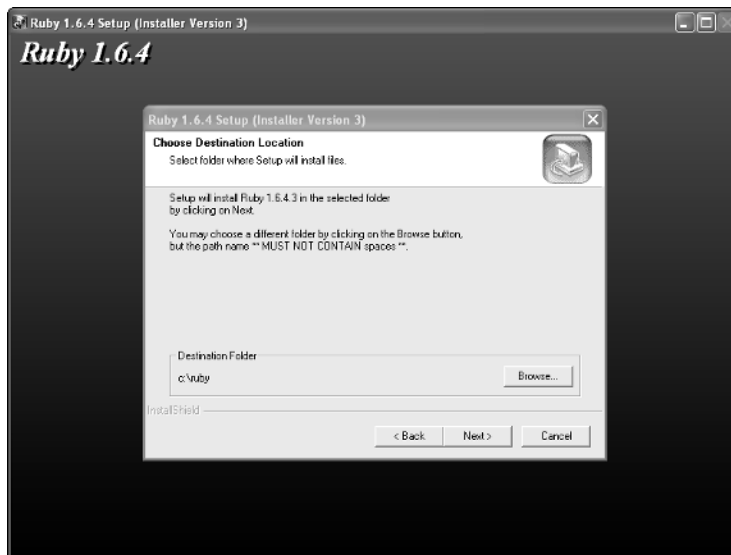 Ruby 1.6.4 Setup (Installer Version 3)
Ruby 1.6.4
Ruby 1.6.4 Setup (Installer Version 3)
Choose Destination Location
Select folder where Setup will install files.
Setup will install Ruby 1.6.4.3 in the selected folder
by clicking on Next.
You may choose a different folder by clicking on the Browse button,
but the path name ** MUST NOT CONTAIN spaces **.
Destination Folder
c:\ruby
Browse...
InstallShield
< Back Next > Cancel